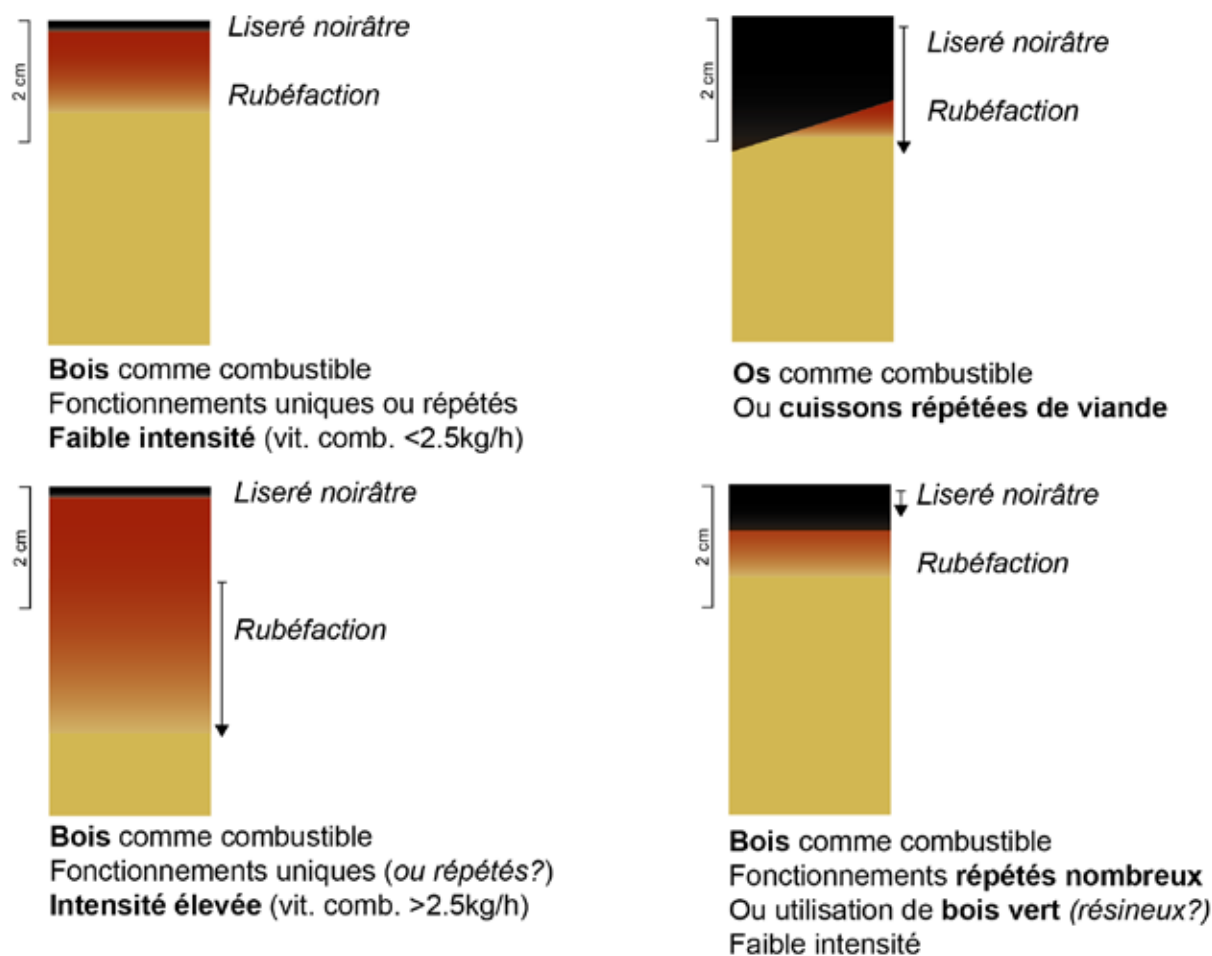 Liseré noirâtre
2 cm
Rubéfaction
Bois comme combustible
Fonctionnements uniques ou répétés
Faible intensité (vit. comb. <2.5kg/h)
Liseré noirâtre
2 cm
Rubéfaction
Os comme combustible
Ou cuissons répétées de viande
Liseré noirâtre
2 cm
Rubéfaction
Bois comme combustible
Fonctionnements uniques (ou répétés?)
Intensité élevée (vit. comb. >2.5kg/h)
Liseré noirâtre
2 cm
Rubéfaction
Bois comme combustible
Fonctionnements répétés nombreux
Ou utilisation de bois vert (résineux?)
Faible intensité